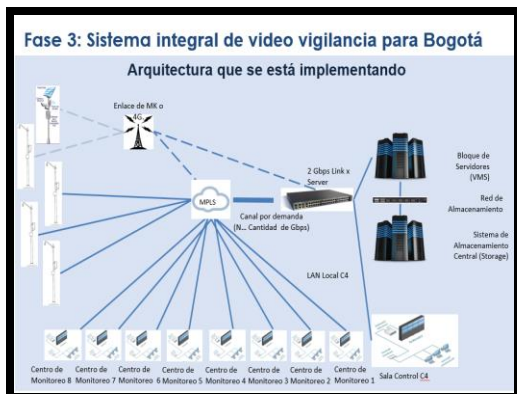 Fase 3: Sistema integral de video vigilancia para Bogotá
Arquitectura que se está implementando
Enlace de MK o
4G
2 Gbps Link x
Server
Bloque de
Servidores
(VMS)
MPLS
Canal por demanda
(N... Cantidad de Gbps)
Red de
Almacenamiento
Sistema de
Almacenamiento
Central (Storage)
LAN Local C4
Centro de
Monitoreo 8
Centro de
Monitoreo 7
Centro de
Monitoreo 6
Centro de
Monitoreo 5
Centro de
Monitoreo 4
Centro de
Monitoreo 3
Centro de
Monitoreo 2
Centro de
Monitoreo 1
Sala Control C4